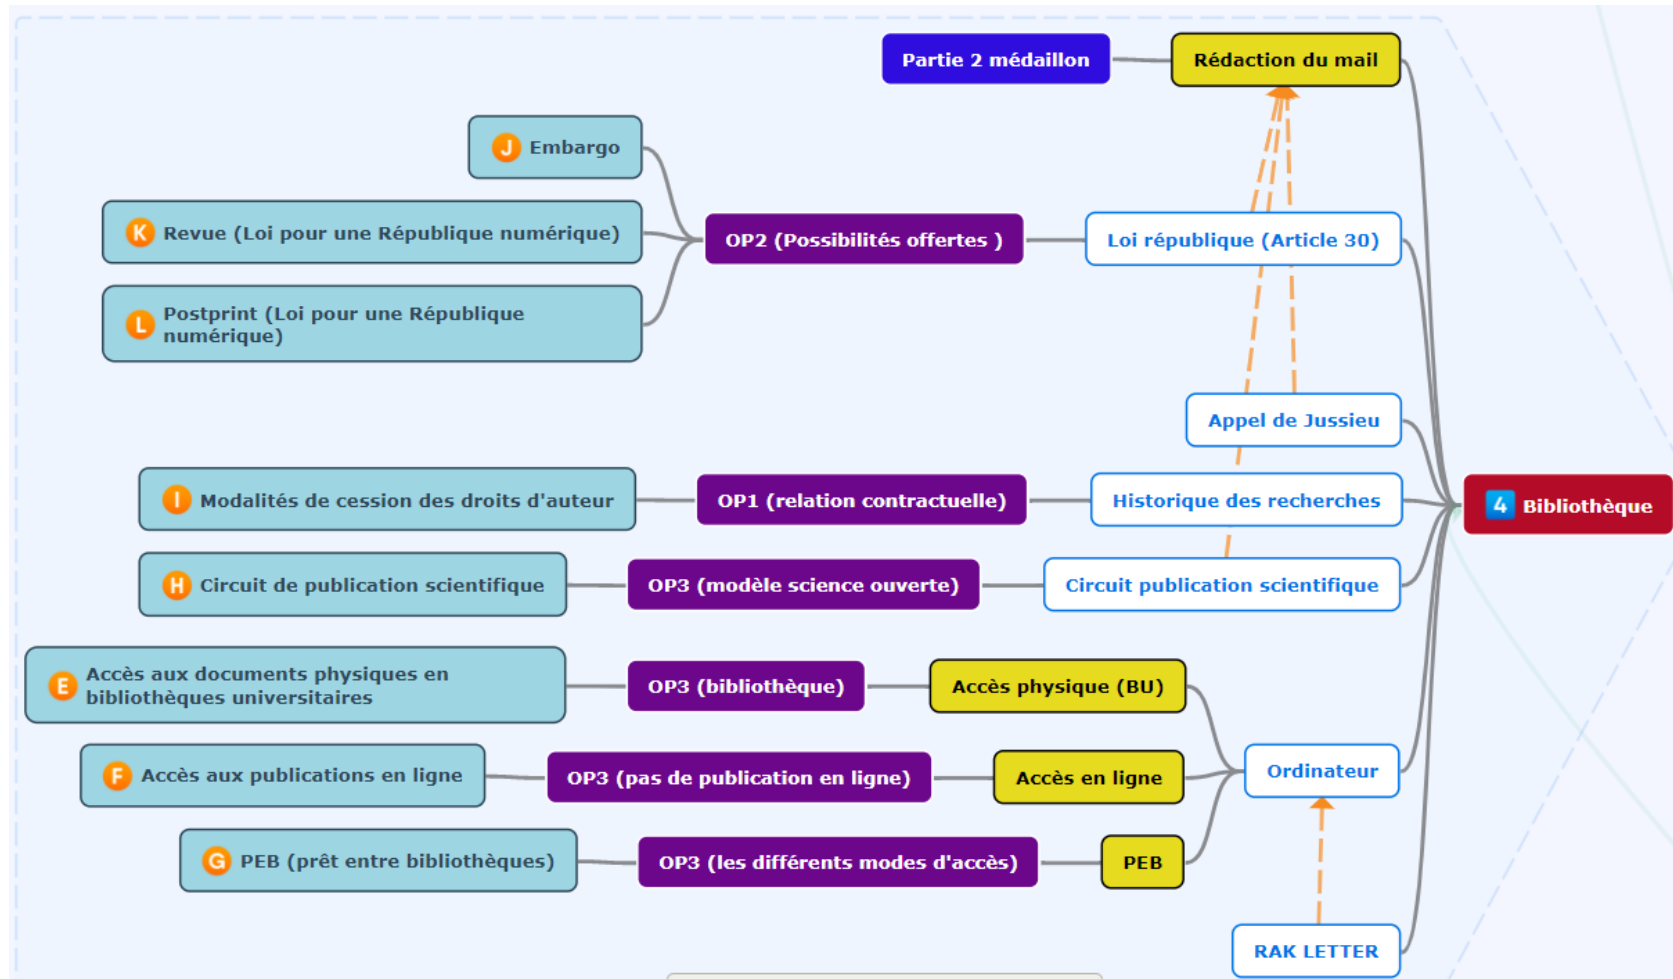 Partie 2 médaillon
Rédaction du mail
J Embargo
K Revue (Loi pour une République numérique)
OP2 (Possibilités offertes )
Loi république (Article 30)
L Postprint (Loi pour une République
numérique)
Appel de Jussieu
I Modalités de cession des droits d'auteur
OP1 (relation contractuelle)
Historique des recherches
4 Bibliothèque
H Circuit de publication scientifique
OP3 (modèle science ouverte)
Circuit publication scientifique
E Accès aux documents physiques en
bibliothèques universitaires
OP3 (bibliothèque)
Accès physique (BU)
F Accès aux publications en ligne
OP3 (pas de publication en ligne)
Accès en ligne
Ordinateur
G PEB (prêt entre bibliothèques)
OP3 (les différents modes d'accès)
PEB
RAK LETTER